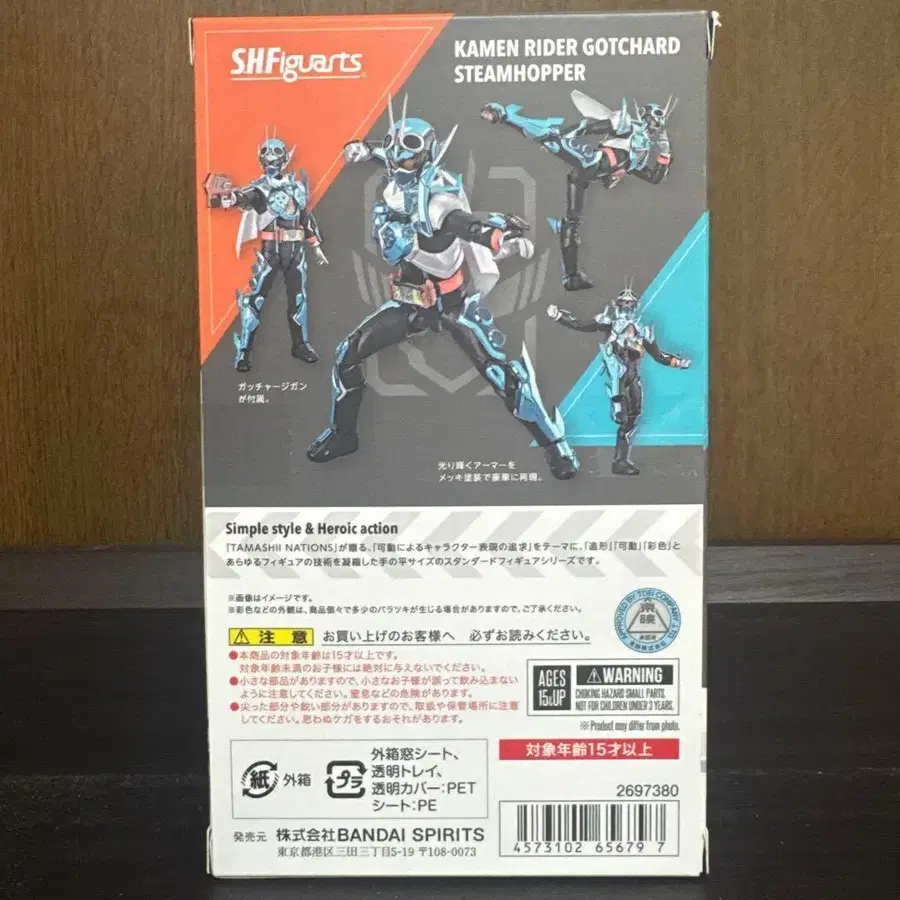 S.H.Figuarts
KAMEN RIDER GOTCHARD
STEAMHOPPER
ガッチャージガン
が付属。
光り輝くアーマーを
メッキ塗装で豪華に再現。
Simple style & Heroic action
「TAMASHII NATIONS」が贈る、「可動によるキャラクター表現の追求」をテーマに、「造形」「可動」「彩色」と
あらゆるフィギュアの技術を凝縮した手の平サイズのスタンダードフィギュアシリーズです。
※画像はイメージです。
※彩色などの外観は、商品個々で多少のバラツキが生じる場合がありますので、ご了承ください。
注意 お買い上げのお客様へ 必ずお読みください。
●本商品の対象年齢は15才以上です。
対象年齢未満のお子様には絶対に与えないでください。
●小さな部品がありますので、小さなお子様が誤って飲み込まない
ように注意してください。窒息などの危険があります。
●尖った部分や鋭い部分がありますので、取扱や保管場所に注意
してください。思わぬケガをするおそれがあります。
APPROVED BY TOEI COMPANY, LTD.
東映
AGES
15&UP
WARNING
CHOKING HAZARD SMALL PARTS.
NOT FOR CHILDREN UNDER 3 YEARS.
※Product may differ from photo.
対象年齢15才以上
紙 外箱
プラ
外箱窓シート、
透明トレイ、
透明カバー:PET
シート:PE
2697380
4573102 65679 7
発売元 株式会社BANDAI SPIRITS
東京都港区三田三丁目5-19 〒108-0073